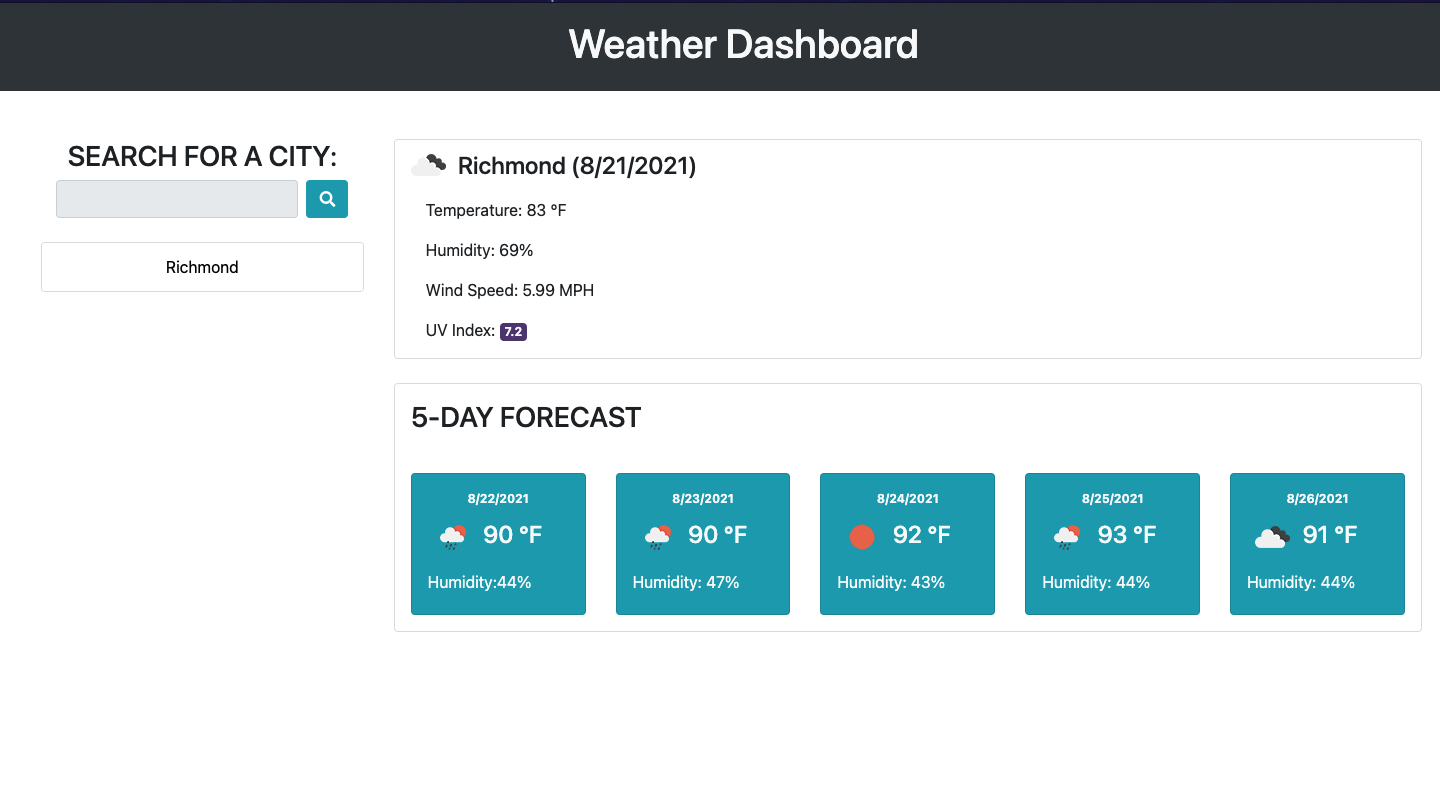 Weather Dashboard
SEARCH FOR A CITY:
Richmond
Richmond (8/21/2021)
Temperature: 83 °F
Humidity: 69%
Wind Speed: 5.99 MPH
UV Index: 7.2
5-DAY FORECAST
8/22/2021
90 °F
Humidity:44%
8/23/2021
90 °F
Humidity: 47%
8/24/2021
92 °F
Humidity: 43%
8/25/2021
93 °F
Humidity: 44%
8/26/2021
91 °F
Humidity: 44%